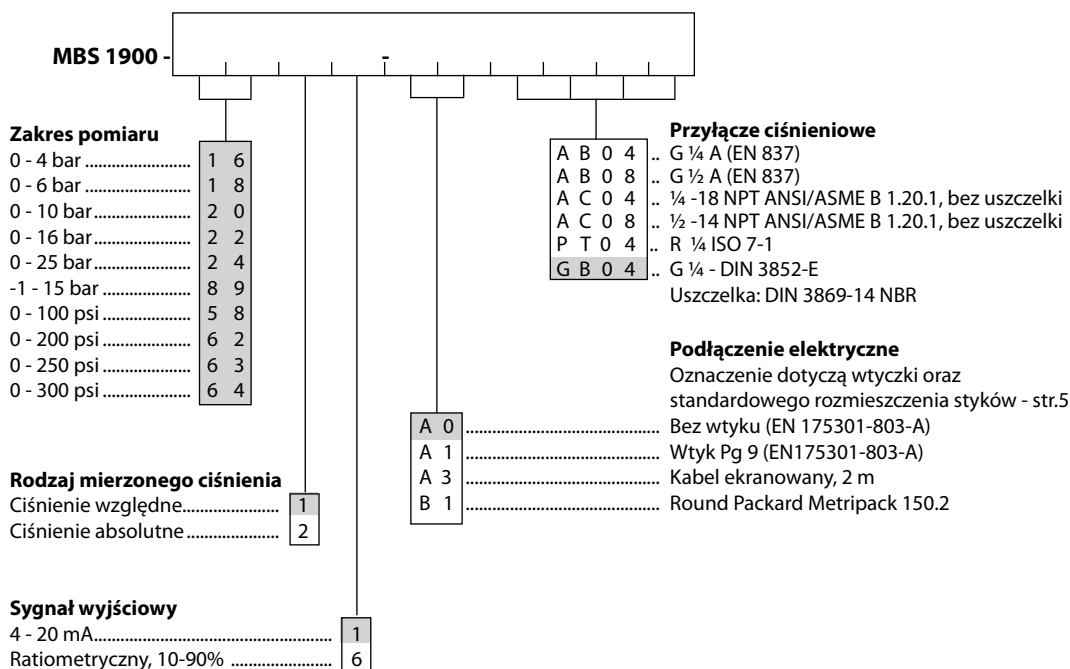 MBS 1900 - -
Zakres pomiaru
0 - 4 bar ....................... 1 6
0 - 6 bar ....................... 1 8
0 - 10 bar ..................... 2 0
0 - 16 bar ..................... 2 2
0 - 25 bar ..................... 2 4
-1 - 15 bar .................... 8 9
0 - 100 psi ................... 5 8
0 - 200 psi ................... 6 2
0 - 250 psi ................... 6 3
0 - 300 psi ................... 6 4
Przyłącze ciśnieniowe
A B 0 4 .. G ¼ A (EN 837)
A B 0 8 .. G ½ A (EN 837)
A C 0 4 .. ¼ -18 NPT ANSI/ASME B 1.20.1, bez uszczelki
A C 0 8 .. ½ -14 NPT ANSI/ASME B 1.20.1, bez uszczelki
P T 0 4 .. R ¼ ISO 7-1
G B 0 4 .. G ¼ - DIN 3852-E
Uszczelka: DIN 3869-14 NBR
Podłączenie elektryczne
Oznaczenie dotyczą wtyczki oraz
standardowego rozmieszczenia styków - str.5
A 0 .......................................... Bez wtyku (EN 175301-803-A)
A 1 .......................................... Wtyk Pg 9 (EN175301-803-A)
A 3 .......................................... Kabel ekranowany, 2 m
B 1 .......................................... Round Packard Metripack 150.2
Rodzaj mierzonego ciśnienia
Ciśnienie względne ..................... 1
Ciśnienie absolutne .................... 2
Sygnał wyjściowy
4 - 20 mA .................................................... 1
Ratiometryczny, 10-90% ...................... 6